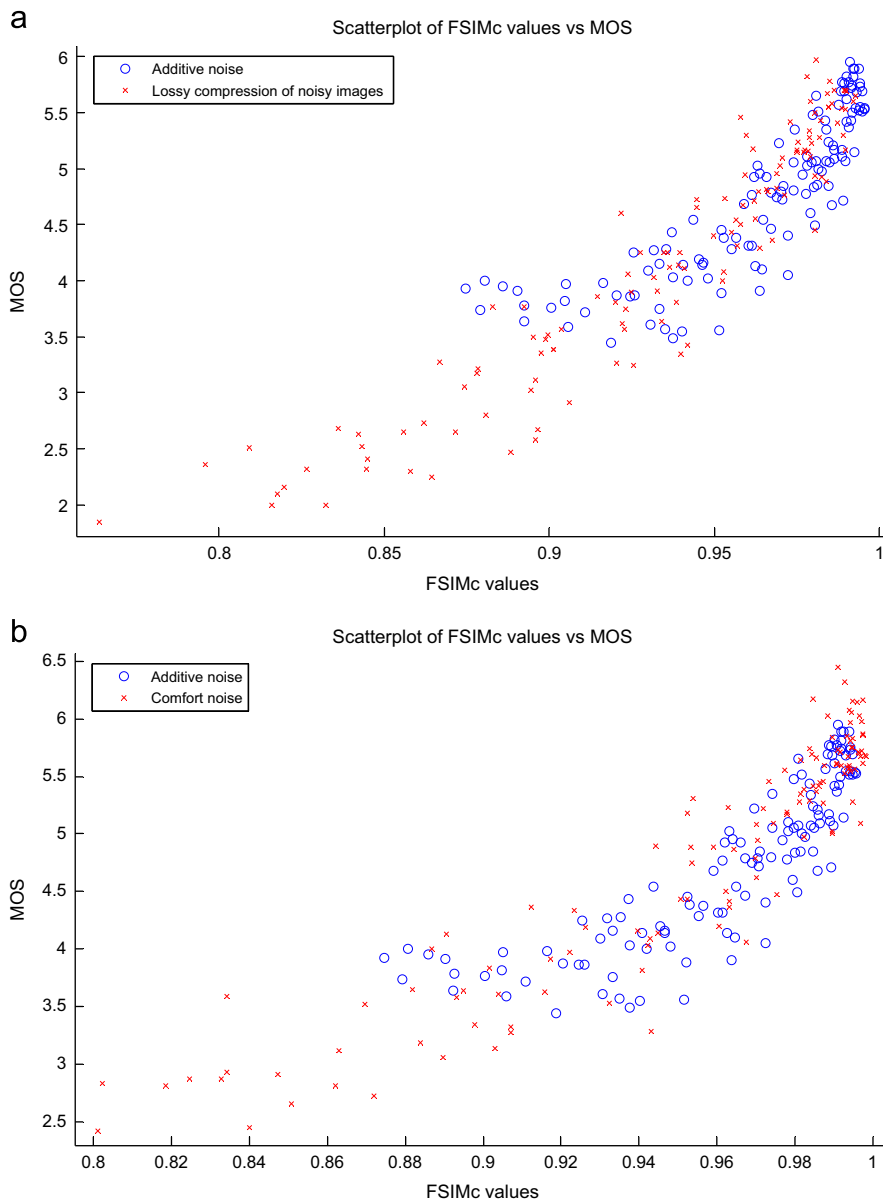 a
Scatterplot of FSIMc values vs MOS
6
5.5
5
4.5
4
3.5
3
2.5
2
MOS
Additive noise
Lossy compression of noisy images
0.8 0.85 0.9 0.95 1
FSIMc values
b
Scatterplot of FSIMc values vs MOS
6.5
6
5.5
5
4.5
4
3.5
3
2.5
MOS
Additive noise
Comfort noise
0.8 0.82 0.84 0.86 0.88 0.9 0.92 0.94 0.96 0.98 1
FSIMc values